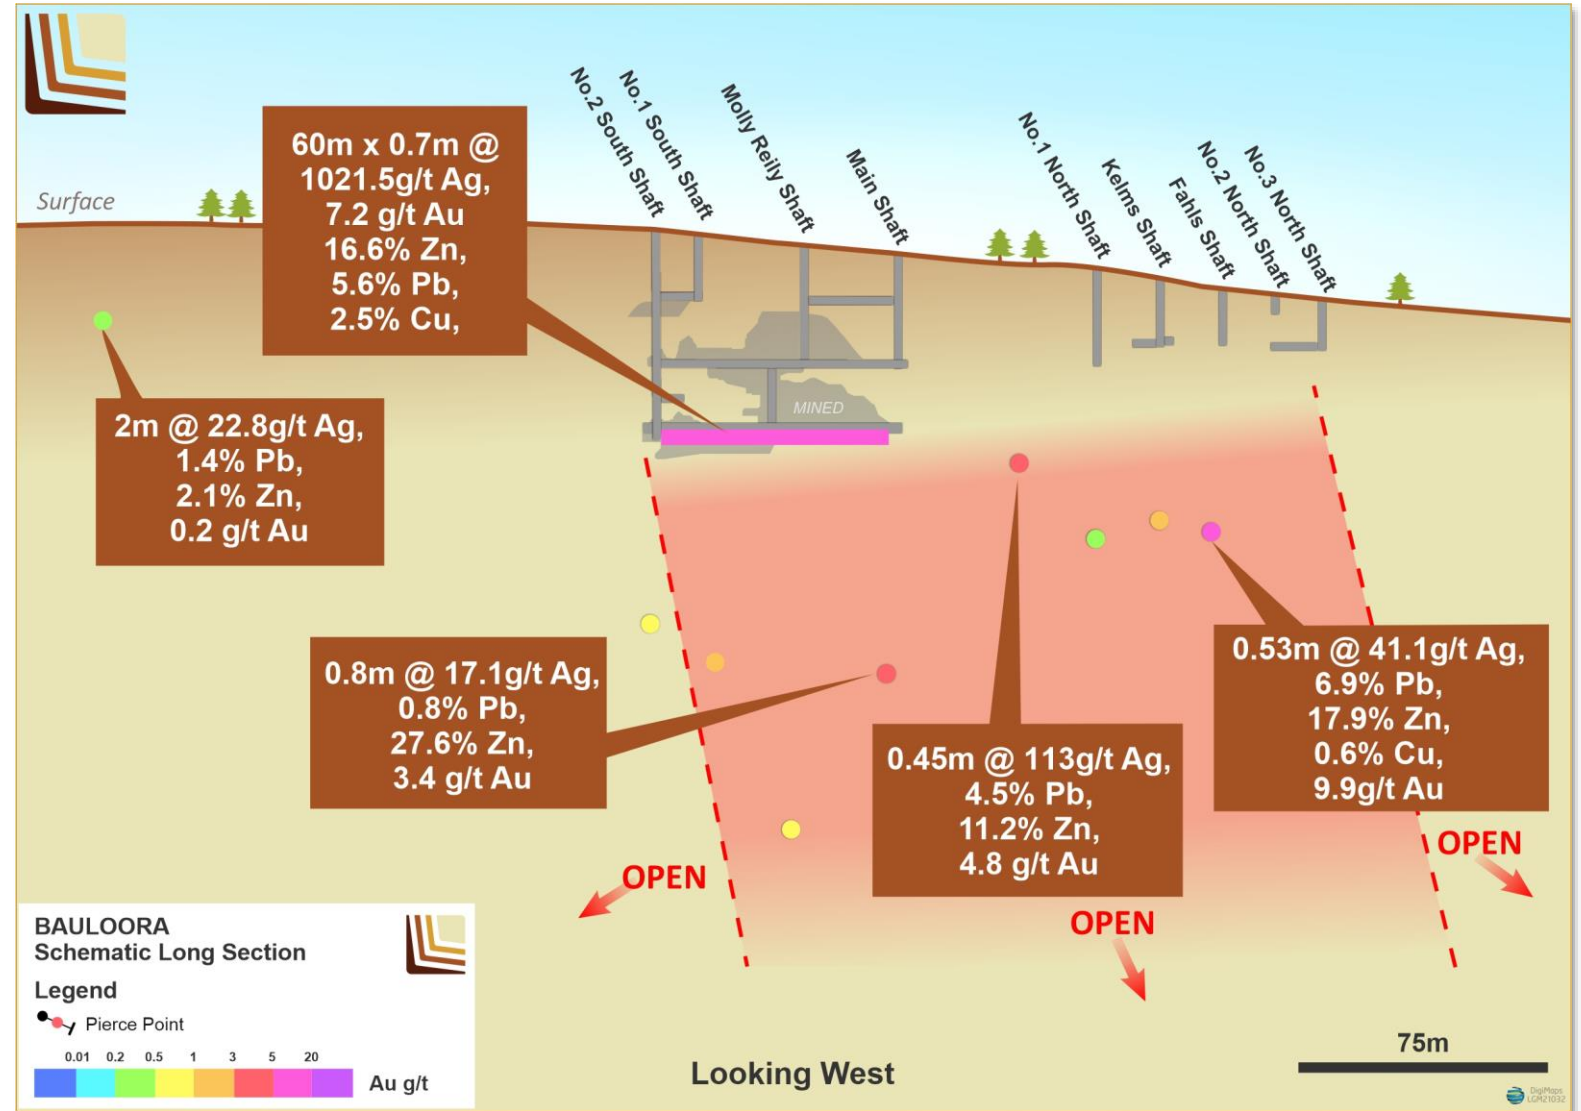 No.2 South Shaft
No.1 South Shaft
Molly Reily Shaft
Main Shaft
No.1 North Shaft
Kelms Shaft
Fahls Shaft
No.2 North Shaft
No.3 North Shaft
Surface
60m x 0.7m @
1021.5g/t Ag,
7.2 g/t Au
16.6% Zn,
5.6% Pb,
2.5% Cu,
MINED
2m @ 22.8g/t Ag,
1.4% Pb,
2.1% Zn,
0.2 g/t Au
0.8m @ 17.1g/t Ag,
0.8% Pb,
27.6% Zn,
3.4 g/t Au
0.45m @ 113g/t Ag,
4.5% Pb,
11.2% Zn,
4.8 g/t Au
0.53m @ 41.1g/t Ag,
6.9% Pb,
17.9% Zn,
0.6% Cu,
9.9g/t Au
OPEN
OPEN
OPEN
BAULOORA
Schematic Long Section
Legend
Pierce Point
0.01 0.2 0.5 1 3 5 20
Au g/t
Looking West
75m
DigiMaps
LGM21032